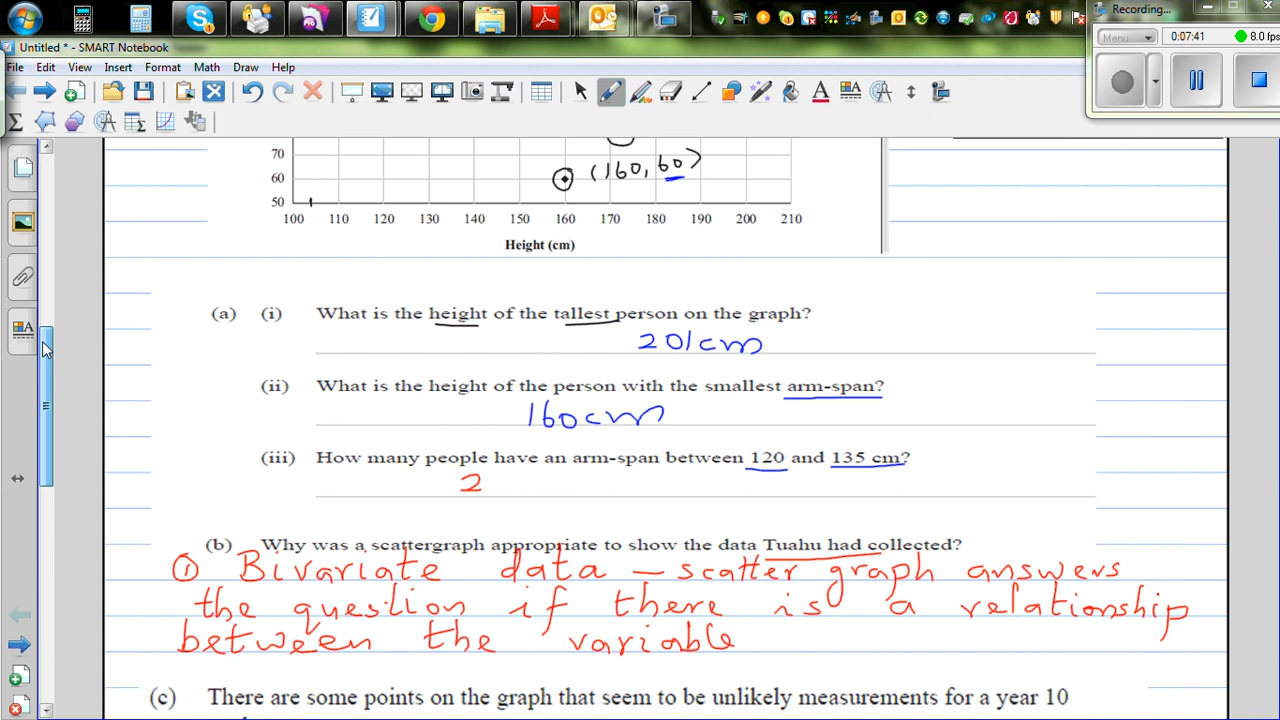 Recording...
Menu
0:07:41
8.0 fps
Untitled * - SMART Notebook
File Edit View Insert Format Math Draw Help
70
60
50
(160, 60)
100 110 120 130 140 150 160 170 180 190 200 210
Height (cm)
(a) (i) What is the height of the tallest person on the graph?
201cm
(ii) What is the height of the person with the smallest arm-span?
160cm
(iii) How many people have an arm-span between 120 and 135 cm?
2
(b) Why was a scattergraph appropriate to show the data Tuahu had collected?
① Bivariate data – scatter graph answers
the question if there is a relationship
between the variable
(c) There are some points on the graph that seem to be unlikely measurements for a year 10